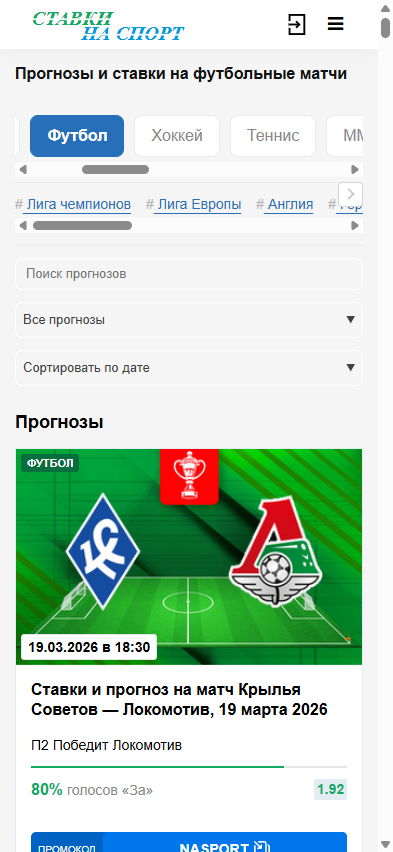 СТАВКИ
НА СПОРТ
Прогнозы и ставки на футбольные матчи
Футбол
Хоккей
Теннис
# Лига чемпионов
# Лига Европы
# Англия
#
Поиск прогнозов
Все прогнозы
Сортировать по дате
Прогнозы
ФУТБОЛ
19.03.2026 в 18:30
Ставки и прогноз на матч Крылья
Советов — Локомотив, 19 марта 2026
П2 Победит Локомотив
80% голосов «За»
1.92
ПРОМОКОД
NASPORT